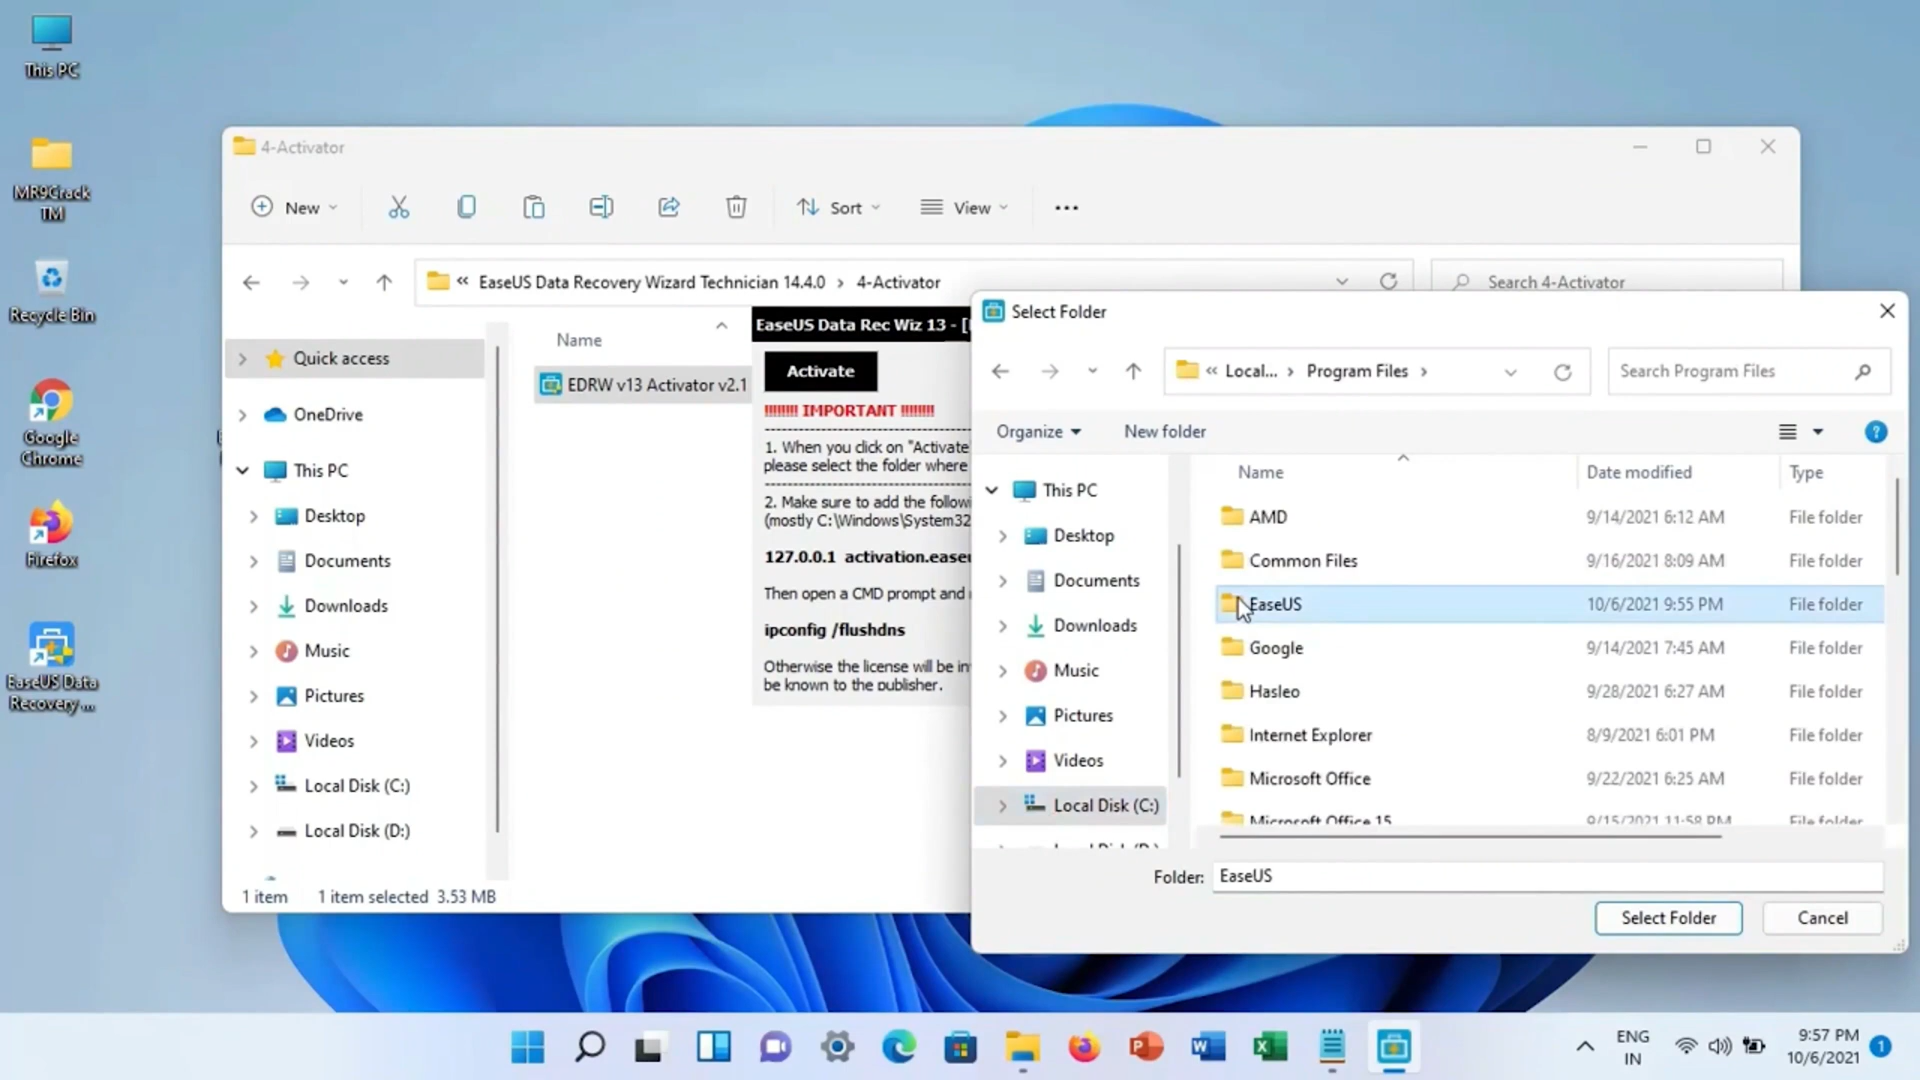 This PC
MR9Crack
TM
Recycle Bin
Google
Chrome
Firefox
EaseUS Data
Recovery ...
4-Activator
New
Sort
View
« EaseUS Data Recovery Wizard Technician 14.4.0 > 4-Activator
Search 4-Activator
Quick access
OneDrive
This PC
Desktop
Documents
Downloads
Music
Pictures
Videos
Local Disk (C:)
Local Disk (D:)
1 item 1 item selected 3.53 MB
Name
EDRW v13 Activator v2.1
EaseUS Data Rec Wiz 13 - [
Activate
!!!!!!!! IMPORTANT !!!!!!!!
1. When you click on "Activate
please select the folder where
2. Make sure to add the followi
(mostly C:\Windows\System32
127.0.0.1 activation.easeu
Then open a CMD prompt and
ipconfig /flushdns
Otherwise the license will be in
be known to the publisher.
Select Folder
« Local... > Program Files >
Search Program Files
Organize
New folder
This PC
Desktop
Documents
Downloads
Music
Pictures
Videos
Local Disk (C:)
Name Date modified Type
AMD 9/14/2021 6:12 AM File folder
Common Files 9/16/2021 8:09 AM File folder
EaseUS 10/6/2021 9:55 PM File folder
Google 9/14/2021 7:45 AM File folder
Hasleo 9/28/2021 6:27 AM File folder
Internet Explorer 8/9/2021 6:01 PM File folder
Microsoft Office 9/22/2021 6:25 AM File folder
Microsoft Office 15 9/15/2021 11:58 PM File folder
Folder: EaseUS
Select Folder
Cancel
ENG
IN
9:57 PM
10/6/2021
1